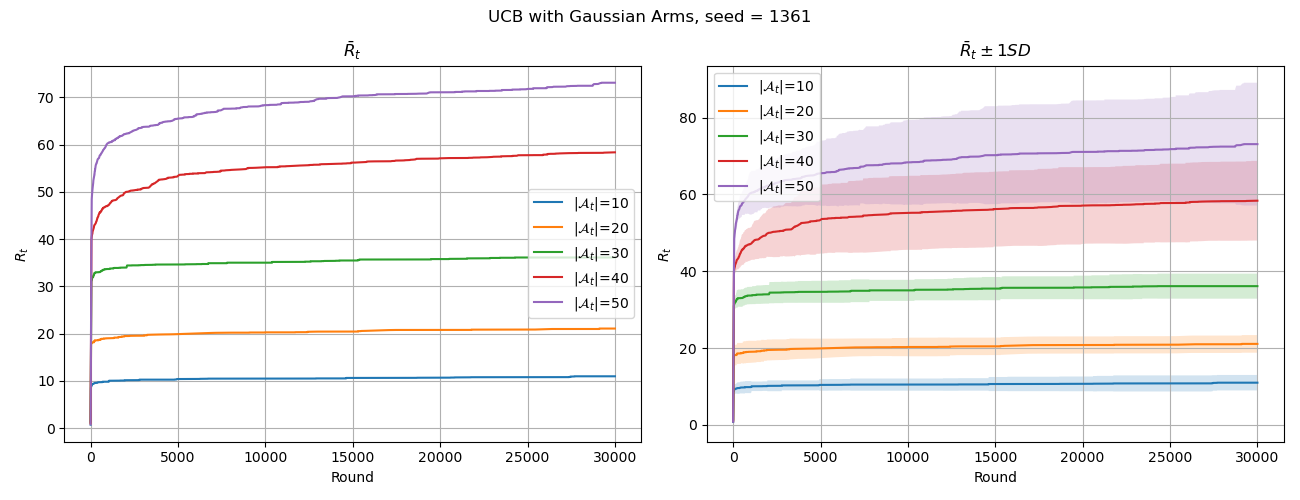 UCB with Gaussian Arms, seed = 1361
R̄ₜ
70
60
50
40
30
20
10
0
Rₜ
|𝒜ₜ|=10
|𝒜ₜ|=20
|𝒜ₜ|=30
|𝒜ₜ|=40
|𝒜ₜ|=50
0 5000 10000 15000 20000 25000 30000
Round
R̄ₜ ± 1SD
80
60
40
20
0
Rₜ
|𝒜ₜ|=10
|𝒜ₜ|=20
|𝒜ₜ|=30
|𝒜ₜ|=40
|𝒜ₜ|=50
0 5000 10000 15000 20000 25000 30000
Round